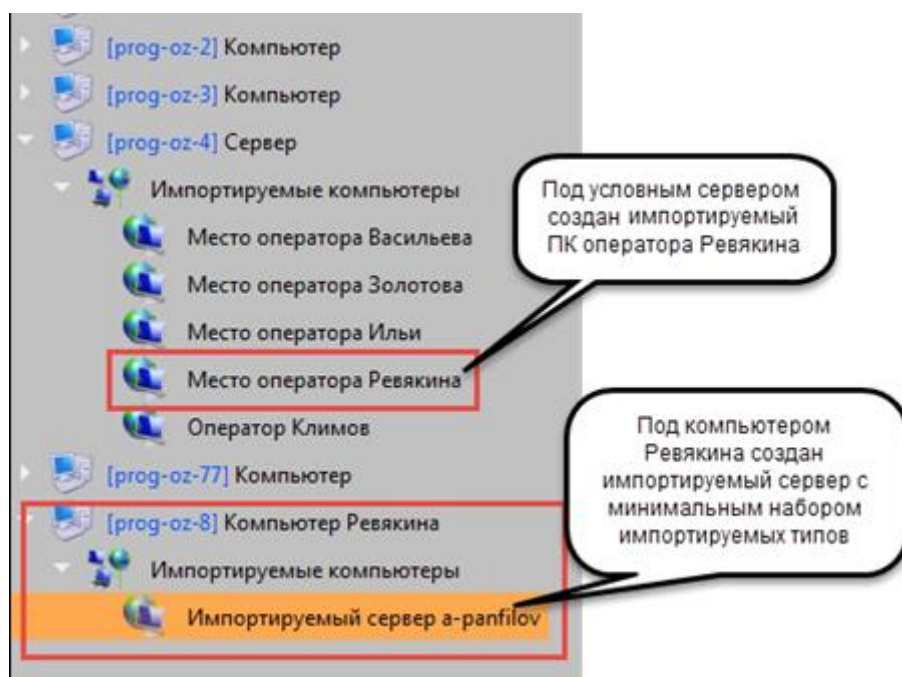 [prog-oz-2] Компьютер
[prog-oz-3] Компьютер
[prog-oz-4] Сервер
Импортируемые компьютеры
Место оператора Васильева
Место оператора Золотова
Место оператора Ильи
Место оператора Ревякина
Оператор Климов
[prog-oz-77] Компьютер
[prog-oz-8] Компьютер Ревякина
Импортируемые компьютеры
Импортируемый сервер a-panfilov
Под условным сервером
создан импортируемый
ПК оператора Ревякина
Под компьютером
Ревякина создан
импортируемый сервер с
минимальным набором
импортируемых типов